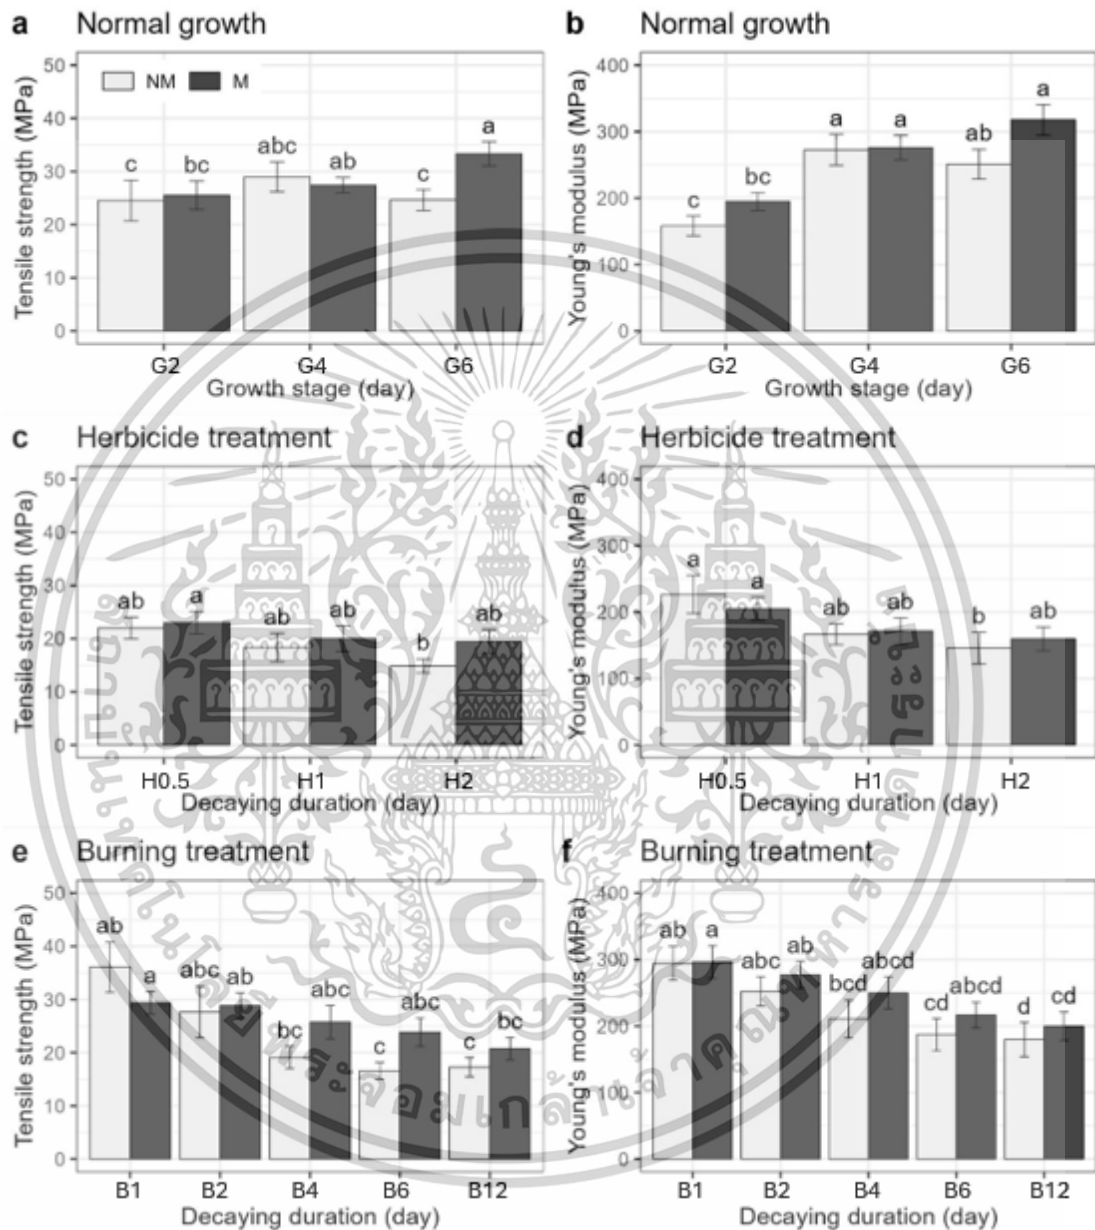 a Normal growth
Tensile strength (MPa)
50
40
30
20
10
0
NM M
c bc abc ab c a
G2 G4 G6
Growth stage (day)
b Normal growth
Young's modulus (MPa)
400
300
200
100
0
c bc a a ab a
G2 G4 G6
Growth stage (day)
c Herbicide treatment
Tensile strength (MPa)
50
40
30
20
10
0
ab a ab ab b ab
H0.5 H1 H2
Decaying duration (day)
d Herbicide treatment
Young's modulus (MPa)
400
300
200
100
0
a a ab ab b ab
H0.5 H1 H2
Decaying duration (day)
e Burning treatment
Tensile strength (MPa)
50
40
30
20
10
0
ab a abc ab bc abc c abc c bc
B1 B2 B4 B6 B12
Decaying duration (day)
f Burning treatment
Young's modulus (MPa)
400
300
200
100
0
ab a abc ab bcd abcd cd abcd d cd
B1 B2 B4 B6 B12
Decaying duration (day)